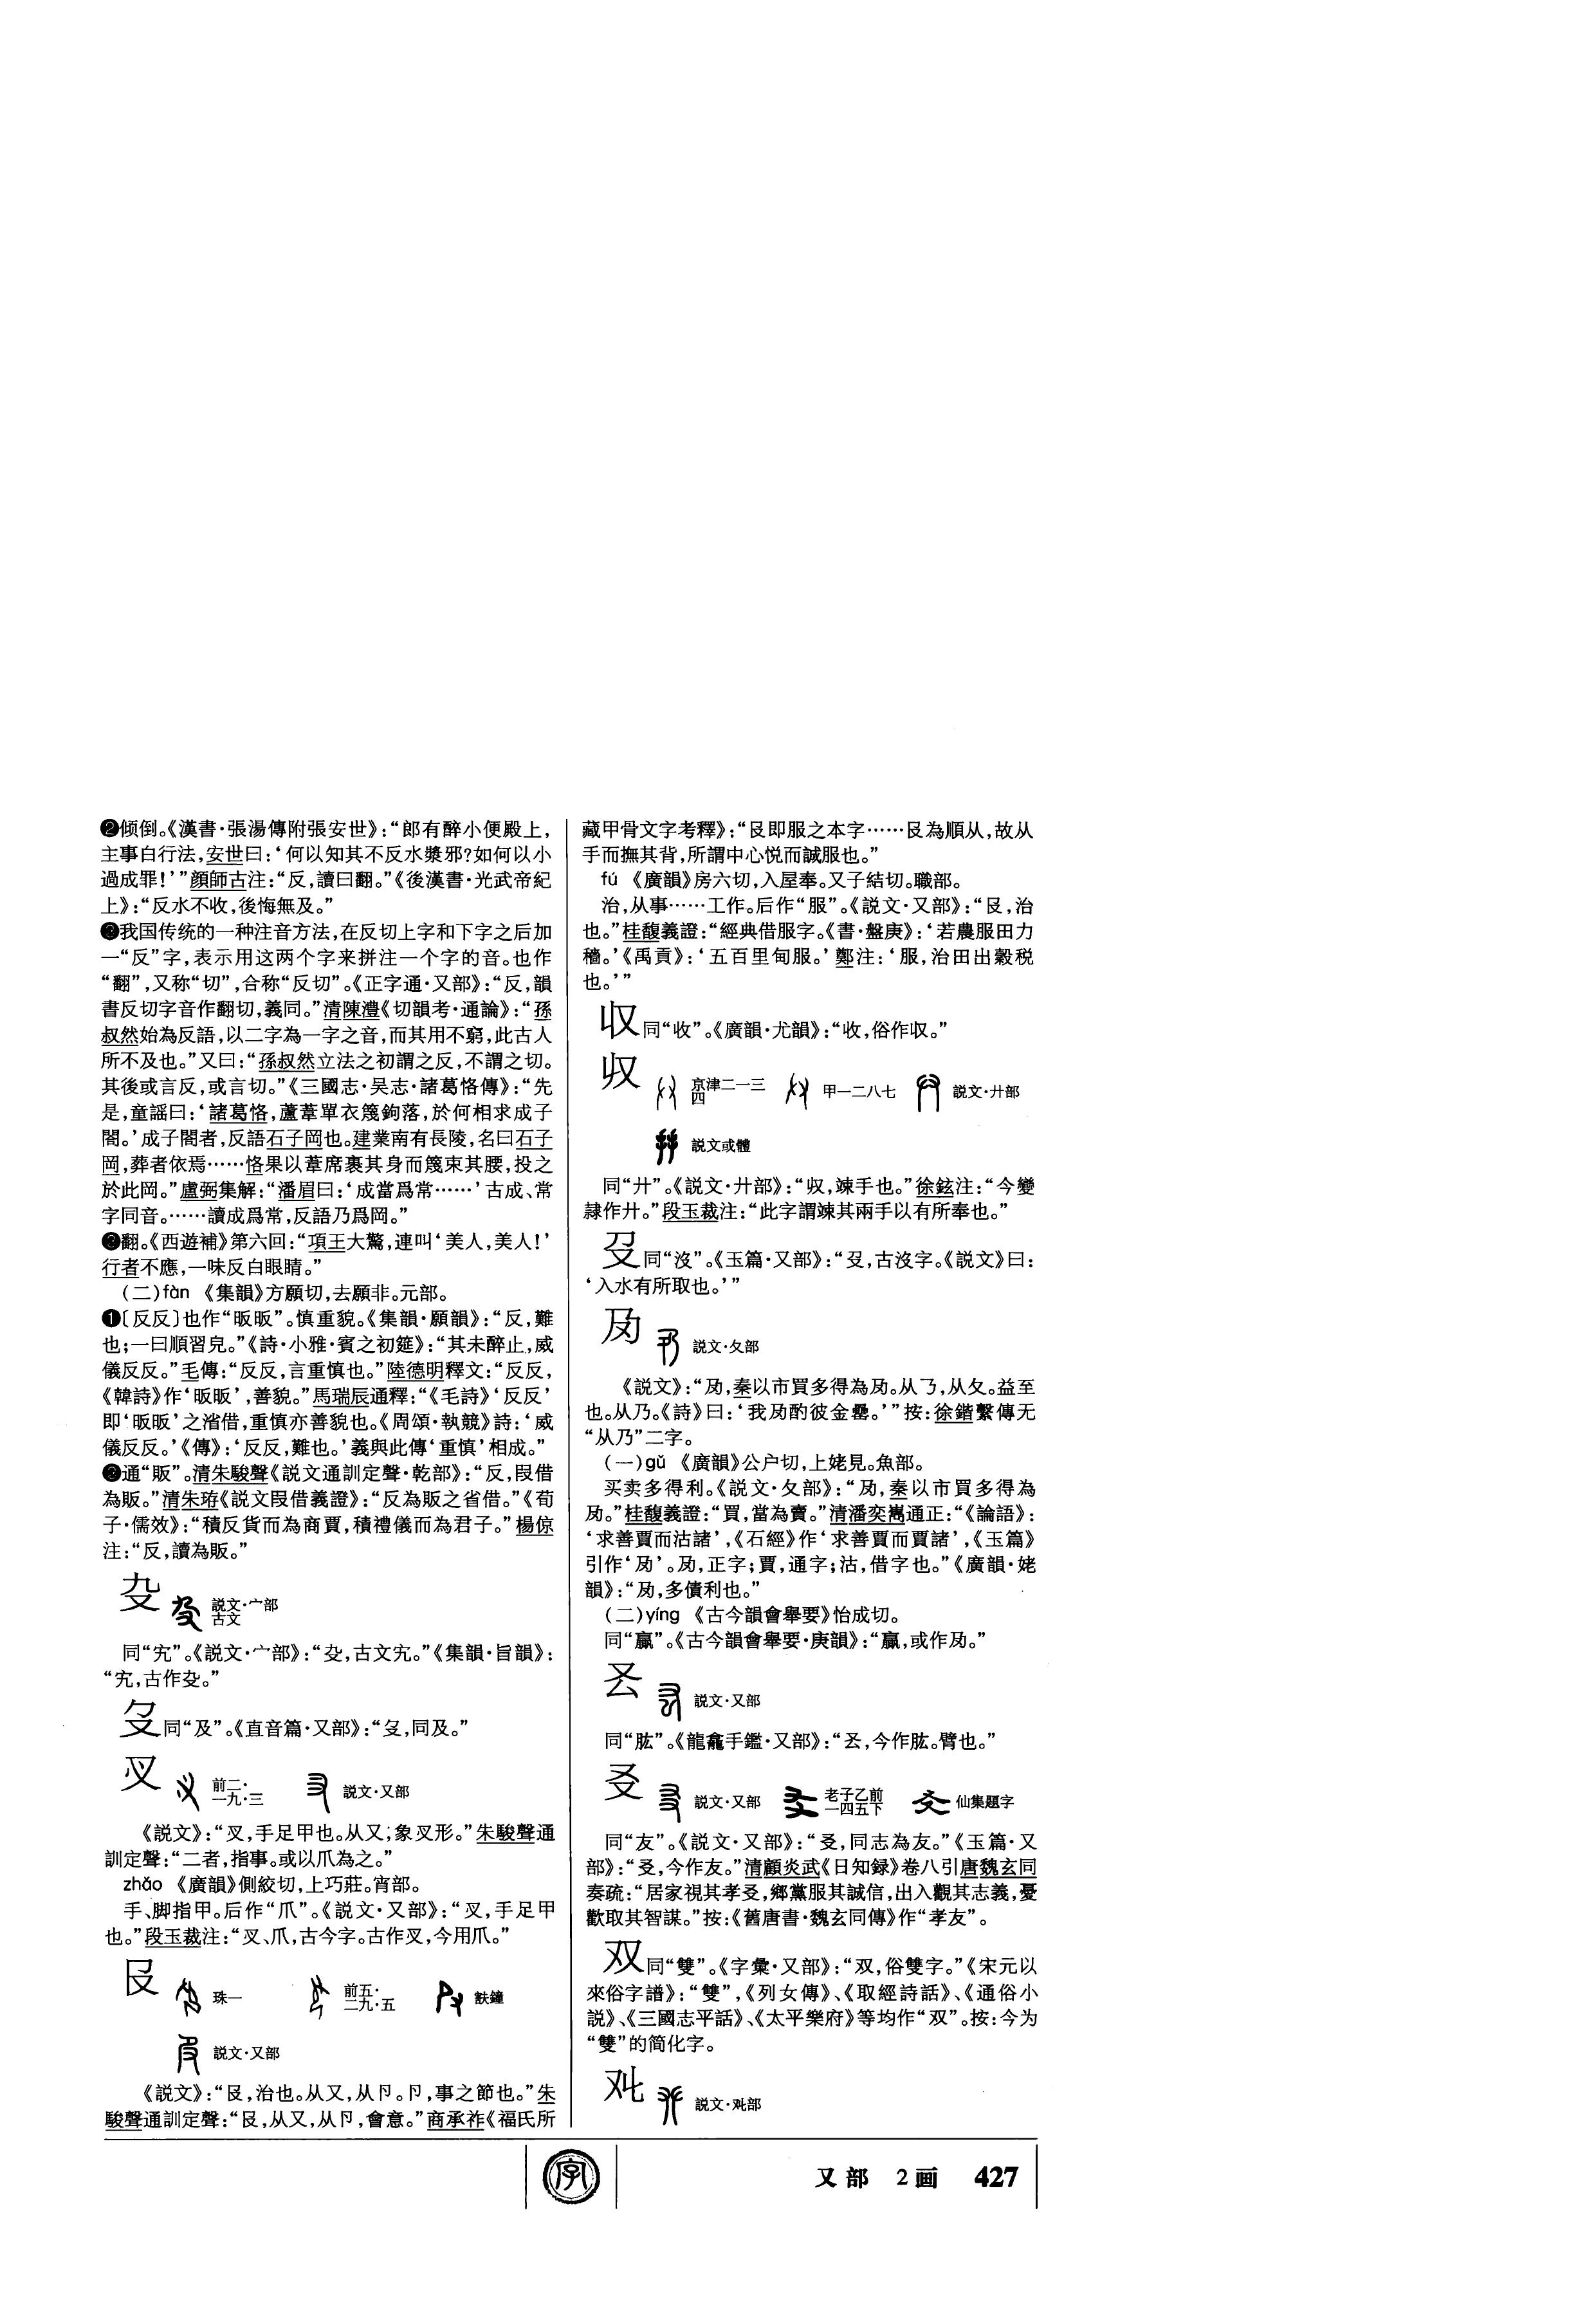 ❷倾倒。《漢書·張湯傳附張安世》：“郎有醉小便殿上，
主事白行法，安世曰：‘何以知其不反水漿邪？如何以小
過成罪！’”顔師古注：“反，讀曰翻。”《後漢書·光武帝紀
上》：“反水不收，後悔無及。”
❸我国传统的一种注音方法，在反切上字和下字之后加
一“反”字，表示用这两个字来拼注一个字的音。也作
“翻”，又称“切”，合称“反切”。《正字通·又部》：“反，韻
書反切字音作翻切，義同。”清陳澧《切韻考·通論》：“孫
叔然始為反語，以二字為一字之音，而其用不窮，此古人
所不及也。”又曰：“孫叔然立法之初謂之反，不謂之切。
其後或言反，或言切。”《三國志·吴志·諸葛恪傳》：“先
是，童謡曰：‘諸葛恪，蘆葦單衣篾鉤落，於何相求成子
閤。’成子閤者，反語石子岡也。建業南有長陵，名曰石子
岡，葬者依焉……恪果以葦席裹其身而篾束其腰，投之
於此岡。”盧弼集解：“潘眉曰：‘成當爲常……’古成、常
字同音。……讀成爲常，反語乃爲岡。”
翻。《西遊補》第六回：“項王大驚，連叫‘美人，美人！’
行者不應，一味反白眼睛。”
（二）fàn 《集韻》方願切，去願非。元部。
❶〔反反〕也作“昄昄”。慎重貌。《集韻·願韻》：“反，難
也；一曰順習皃。”《詩·小雅·賓之初筵》：“其未醉止，威
儀反反。”毛傳：“反反，言重慎也。”陸德明釋文：“反反，
《韓詩》作‘昄昄’，善貌。”馬瑞辰通釋：“《毛詩》‘反反’
即‘昄昄’之渻借，重慎亦善貌也。《周頌·執競》詩：‘威
儀反反。’《傳》：‘反反，難也。’義與此傳‘重慎’相成。”
❷通“販”。清朱駿聲《説文通訓定聲·乾部》：“反，叚借
為販。”清朱珔《説文叚借義證》：“反為販之省借。”《荀
子·儒效》：“積反貨而為商賈，積禮儀而為君子。”楊倞
注：“反，讀為販。”
㕛 説文·宀部
古文
同“宄”。《説文·宀部》：“，古文宄。”《集韻·旨韻》：
“宄，古作。”
同“及”。《直音篇·又部》：“，同及。”
叉 前二·
一九·三 説文·又部
《説文》：“叉，手足甲也。从又；象叉形。”朱駿聲通
訓定聲：“二者，指事。或以爪為之。”
zhǎo 《廣韻》側絞切，上巧莊。宵部。
手、脚指甲。后作“爪”。《説文·又部》：“叉，手足甲
也。”段玉裁注：“叉、爪，古今字。古作叉，今用爪。”
𠬝 珠一 前五·
二九·五 㝬鐘
説文·又部
《説文》：“𠬝，治也。从又，从卪。卪，事之節也。”朱
駿聲通訓定聲：“𠬝，从又，从卪，會意。”商承祚《福氏所
藏甲骨文字考釋》：“𠬝即服之本字……𠬝為順从，故从
手而撫其背，所謂中心悦而誠服也。”
fú 《廣韻》房六切，入屋奉。又子結切。職部。
治，从事……工作。后作“服”。《説文·又部》：“𠬝，治
也。”桂馥義證：“經典借服字。《書·盤庚》：‘若農服田力
穡。’《禹貢》：‘五百里甸服。’鄭注：‘服，治田出穀税
也。’”
収同“收”。《廣韻·尤韻》：“收，俗作収。”
𠬞 京津二一三
四 甲一二八七 説文·廾部
説文或體
同“廾”。《説文·廾部》：“𠬞，竦手也。”徐鉉注：“今變
隸作廾。”段玉裁注：“此字謂竦其兩手以有所奉也。”
𠬛同“沒”。《玉篇·又部》：“𠬛，古沒字。《説文》曰：
‘入水有所取也。’”
夃 説文·夂部
《説文》：“夃，秦以市買多得為夃。从𠄎，从夂。益至
也。从乃。《詩》曰：‘我夃酌彼金罍。’”按：徐鍇繫傳无
“从乃”二字。
（一）gǔ 《廣韻》公户切，上姥見。魚部。
买卖多得利。《説文·夂部》：“夃，秦以市買多得為
夃。”桂馥義證：“買，當為賣。”清潘奕嶲通正：“《論語》：
‘求善賈而沽諸’，《石經》作‘求善賈而賈諸’，《玉篇》
引作‘夃’。夃，正字；賈，通字；沽，借字也。”《廣韻·姥
韻》：“夃，多債利也。”
（二）yíng 《古今韻會舉要》怡成切。
同“贏”。《古今韻會舉要·庚韻》：“贏，或作夃。”
厷 説文·又部
同“肱”。《龍龕手鑑·又部》：“，今作肱。臂也。”
㕛 説文·又部 老子乙前
一四五下 仙集題字
同“友”。《説文·又部》：“㕛，同志為友。”《玉篇·又
部》：“㕛，今作友。”清顧炎武《日知録》卷八引唐魏玄同
奏疏：“居家視其孝㕛，鄉黨服其誠信，出入觀其志義，憂
歡取其智謀。”按：《舊唐書·魏玄同傳》作“孝友”。
双同“雙”。《字彙·又部》：“双，俗雙字。”《宋元以
來俗字譜》：“雙”，《列女傳》、《取經詩話》、《通俗小
説》、《三國志平話》、《太平樂府》等均作“双”。按：今为
“雙”的简化字。
𠬜 説文·𠬜部
字
又部 2画 427